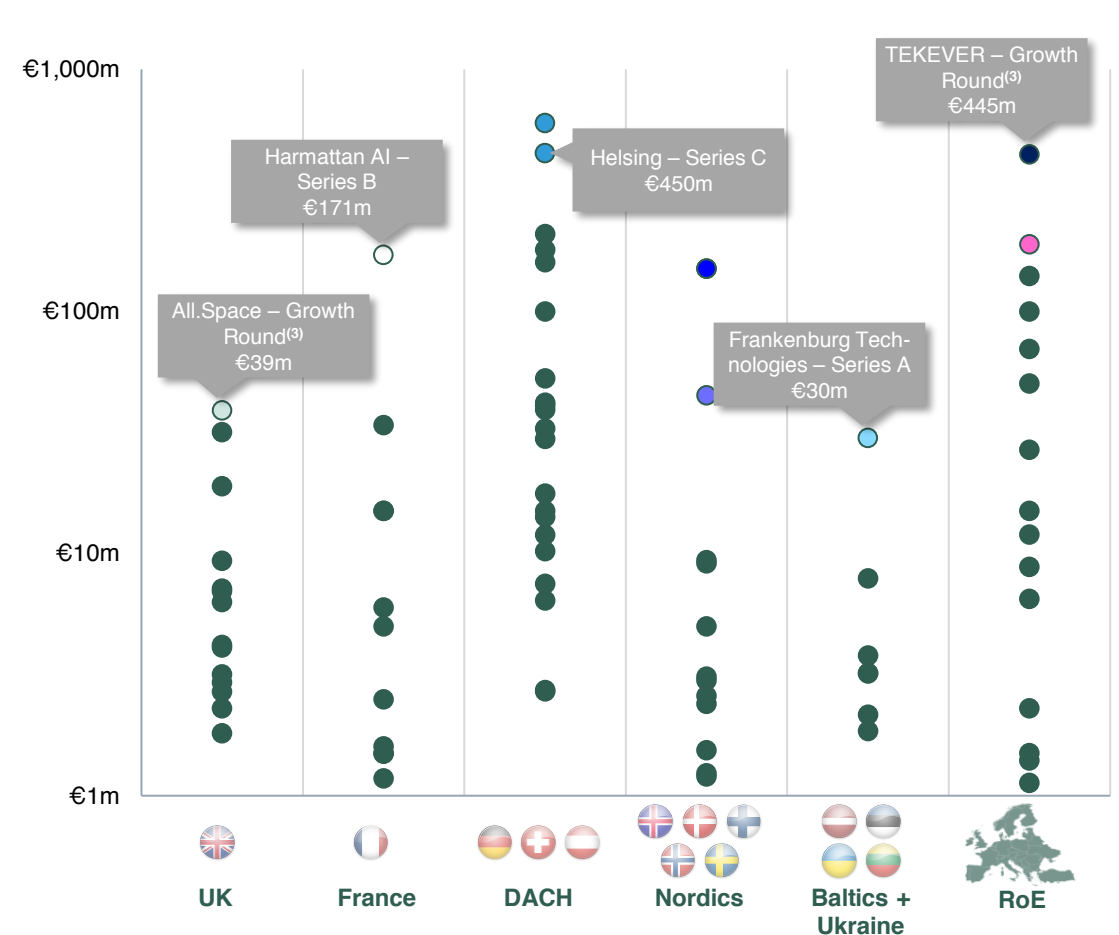 €1,000m
€100m
€10m
€1m
All.Space – Growth
Round(3)
€39m
Harmattan AI –
Series B
€171m
Helsing – Series C
€450m
Frankenburg Tech-
nologies – Series A
€30m
TEKEVER – Growth
Round(3)
€445m
UK
France
DACH
Nordics
Baltics +
Ukraine
RoE